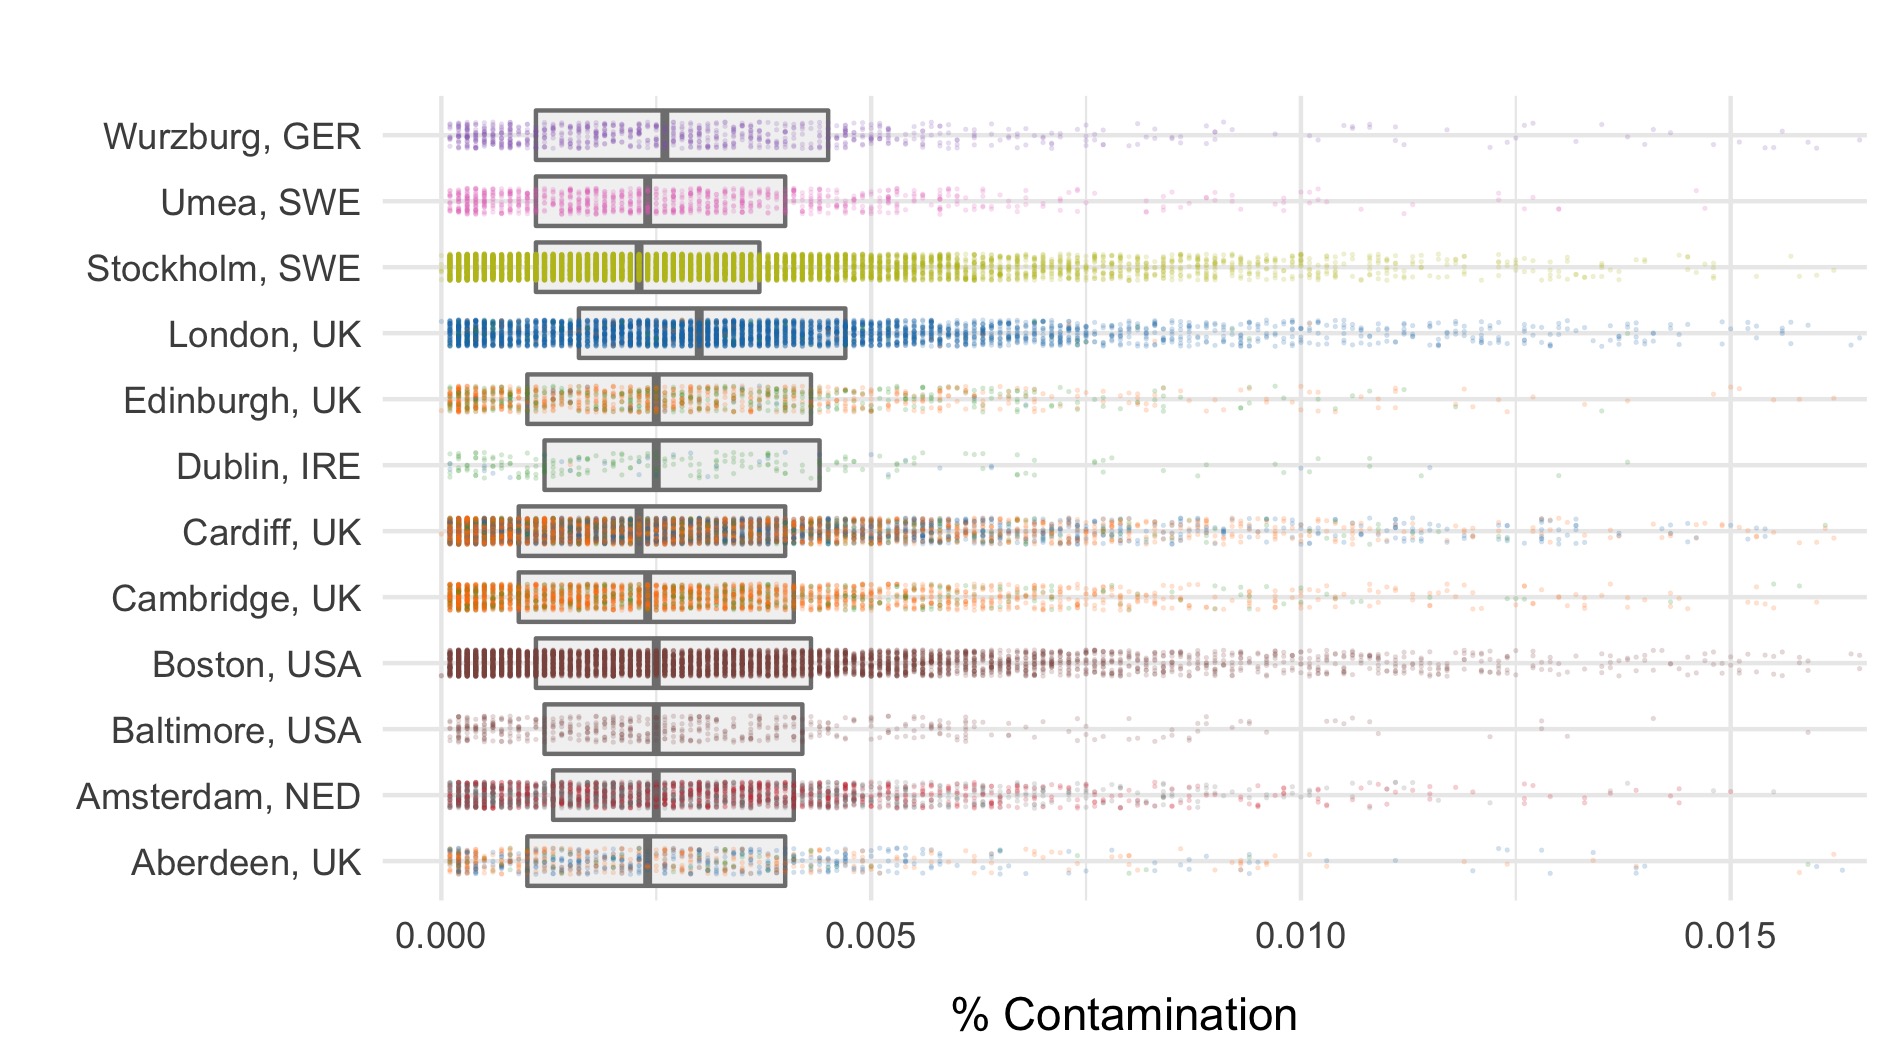 Wurzburg, GER
Umea, SWE
Stockholm, SWE
London, UK
Edinburgh, UK
Dublin, IRE
Cardiff, UK
Cambridge, UK
Boston, USA
Baltimore, USA
Amsterdam, NED
Aberdeen, UK
0.000 0.005 0.010 0.015
% Contamination